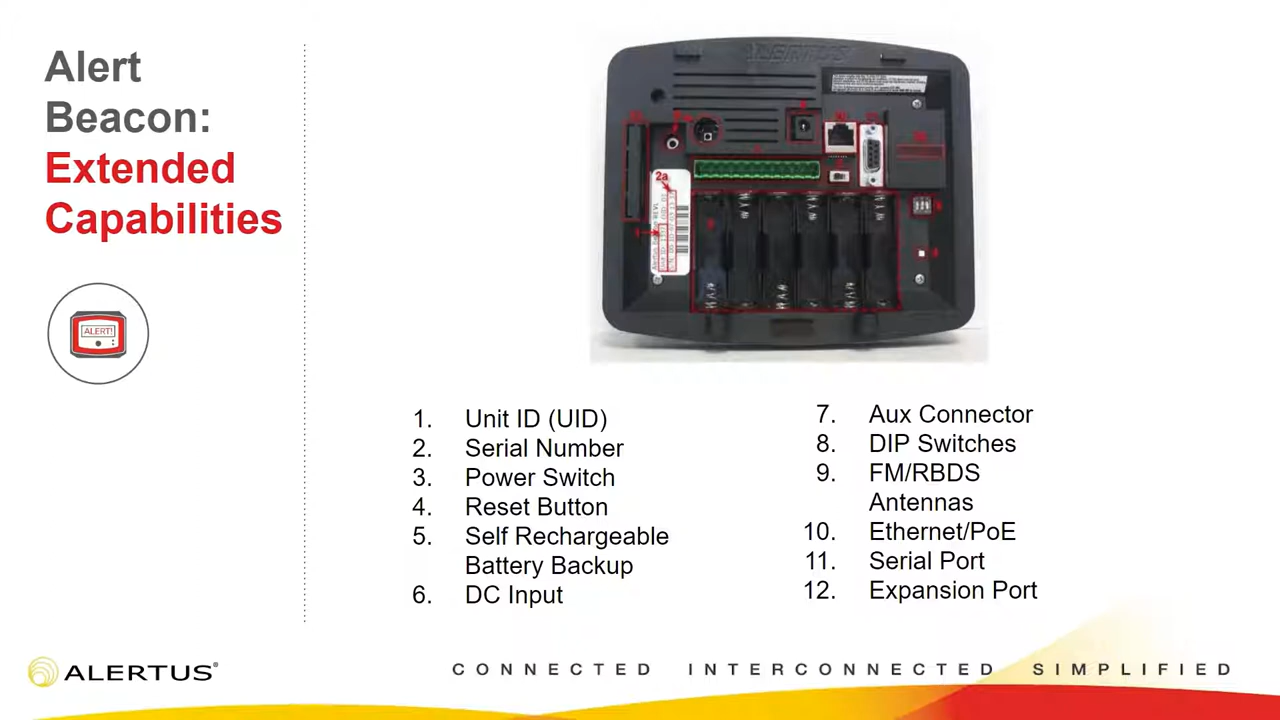 Alert
Beacon:
Extended
Capabilities
ALERT!
ALERTUS
2a
1. Unit ID (UID)
2. Serial Number
3. Power Switch
4. Reset Button
5. Self Rechargeable
Battery Backup
6. DC Input
7. Aux Connector
8. DIP Switches
9. FM/RBDS
Antennas
10. Ethernet/PoE
11. Serial Port
12. Expansion Port
ALERTUS®
CONNECTED INTERCONNECTED SIMPLIFIED